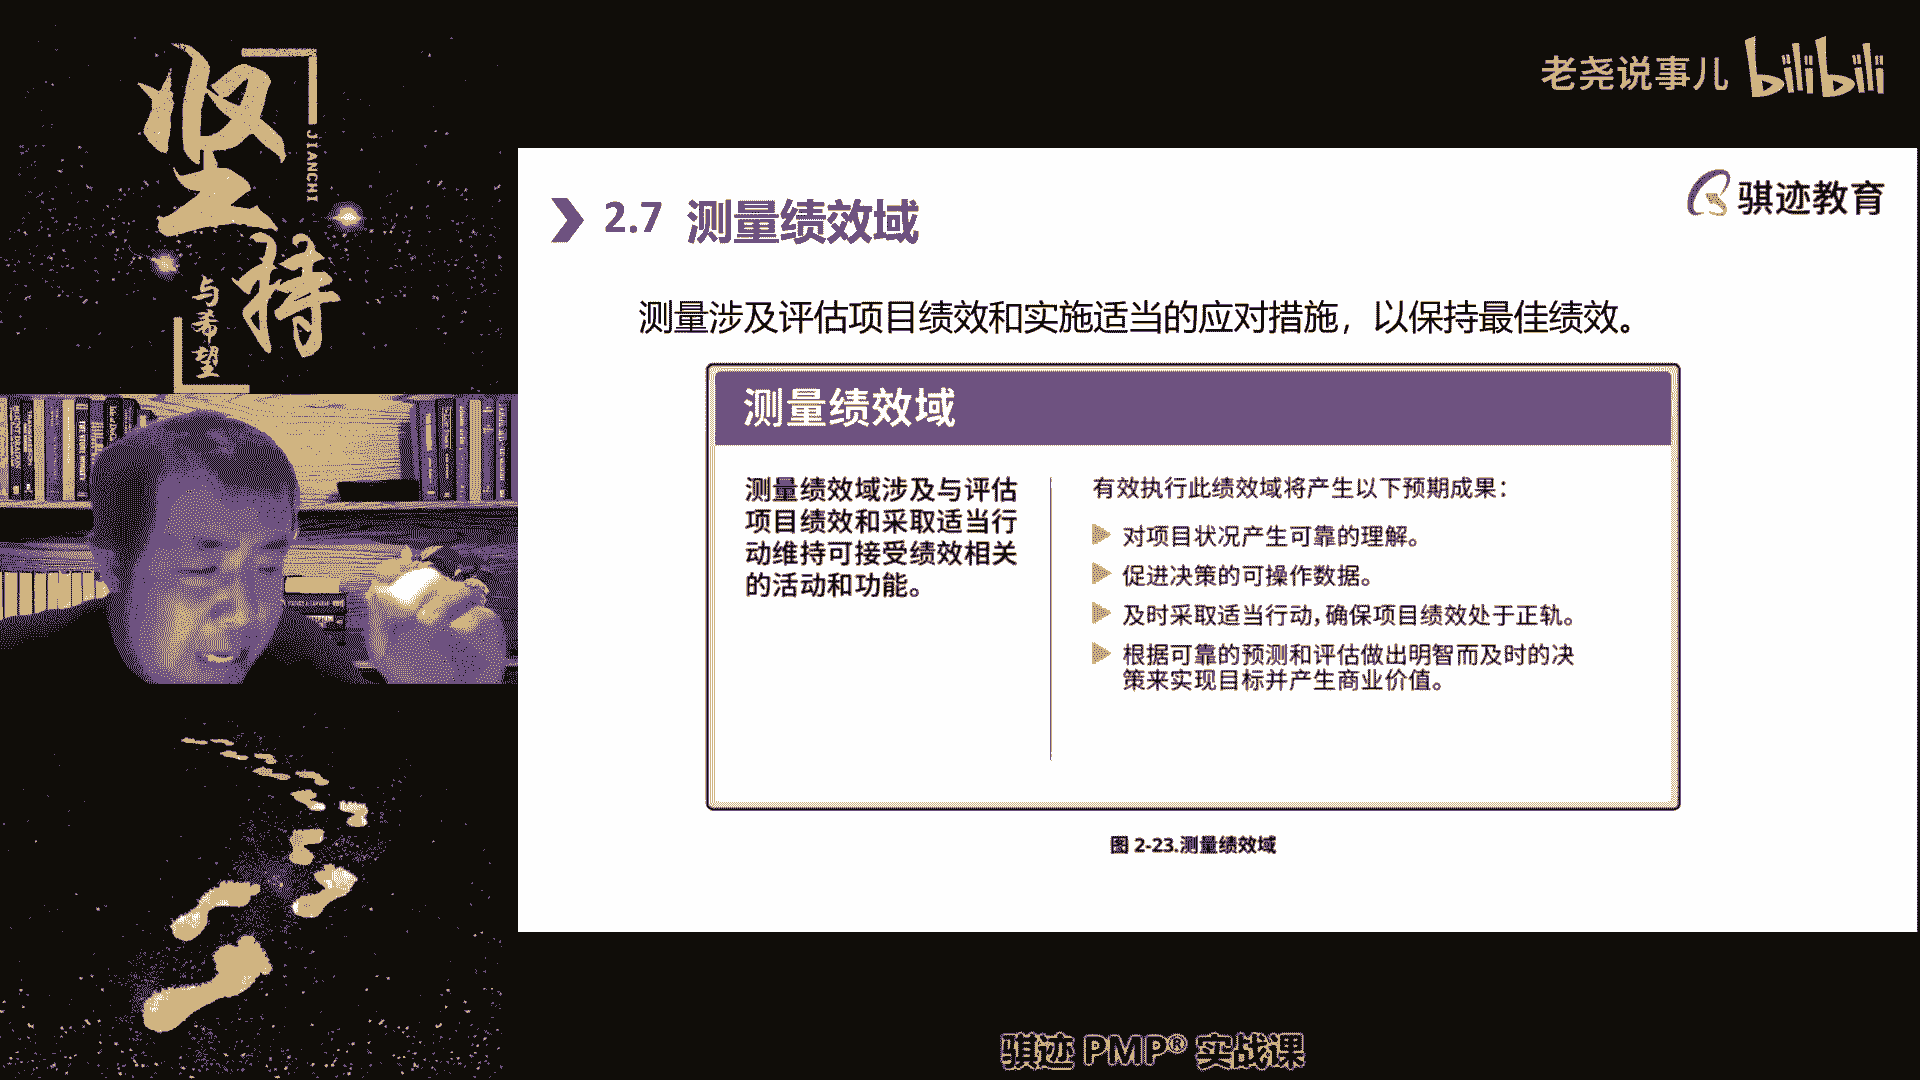 坚持
JIANCHI
与希望
老尧说事儿 bilibili
骐迹教育
2.7 测量绩效域
测量涉及评估项目绩效和实施适当的应对措施，以保持最佳绩效。
测量绩效域
测量绩效域涉及与评估
项目绩效和采取适当行
动维持可接受绩效相关
的活动和功能。
有效执行此绩效域将产生以下预期成果：
对项目状况产生可靠的理解。
促进决策的可操作数据。
及时采取适当行动，确保项目绩效处于正轨。
根据可靠的预测和评估做出明智而及时的决
策来实现目标并产生商业价值。
图 2-23.测量绩效域
骐迹 PMP® 实战课